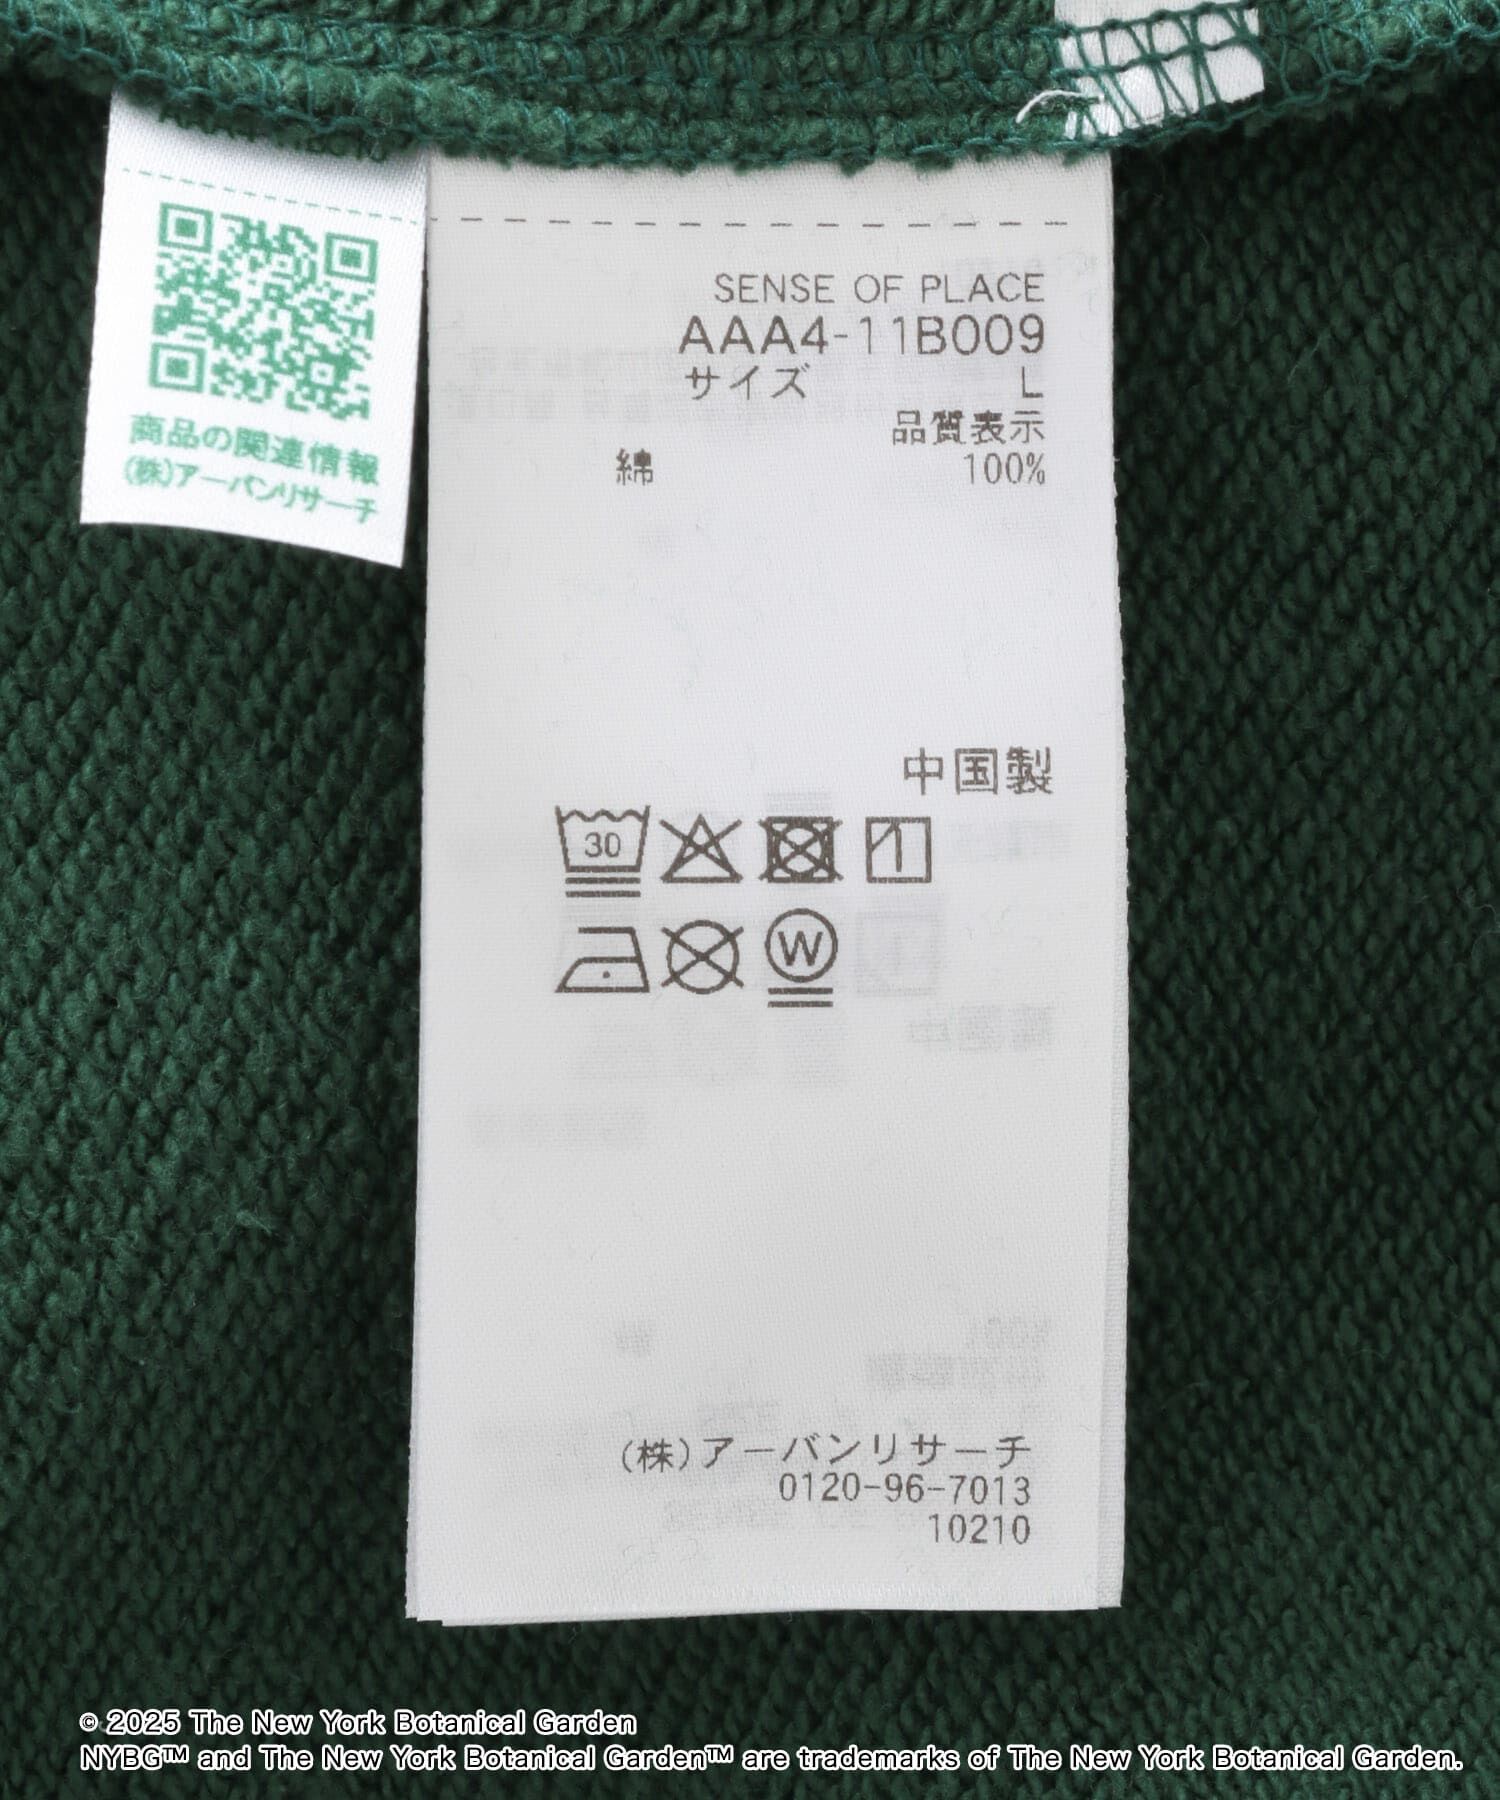 商品の関連情報
(株)アーバンリサーチ
SENSE OF PLACE
AAA4-11B009
サイズ L
品質表示
綿 100%
中国製
30
W
(株)アーバンリサーチ
0120-96-7013
10210
© 2025 The New York Botanical Garden
NYBG™ and The New York Botanical Garden™ are trademarks of The New York Botanical Garden.